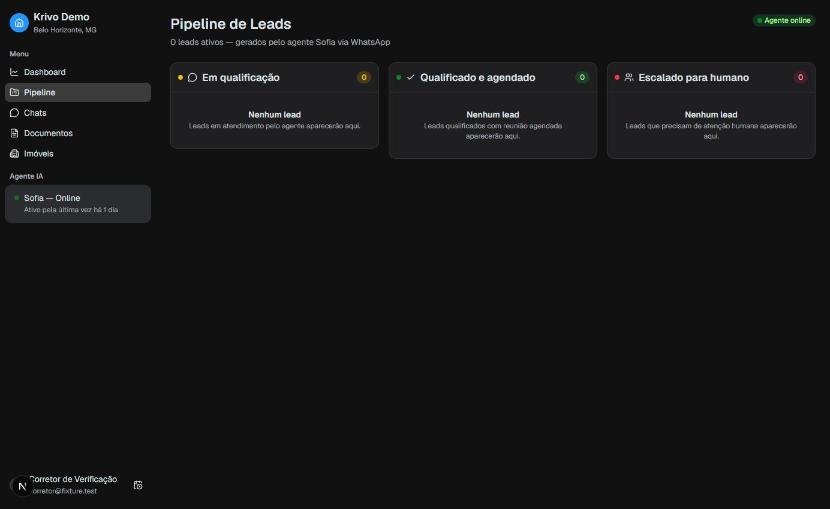 Krivo Demo
Belo Horizonte, MG
Menu
Dashboard
Pipeline
Chats
Documentos
Imóveis
Agente IA
Sofia — Online
Ativo pela última vez há 1 dia
Pipeline de Leads
0 leads ativos — gerados pelo agente Sofia via WhatsApp
Agente online
Em qualificação
0
Nenhum lead
Leads em atendimento pelo agente aparecerão aqui.
Qualificado e agendado
0
Nenhum lead
Leads qualificados com reunião agendada
aparecerão aqui.
Escalado para humano
0
Nenhum lead
Leads que precisam de atenção humana aparecerão
aqui.
N
Corretor de Verificação
orretor@fixture.test